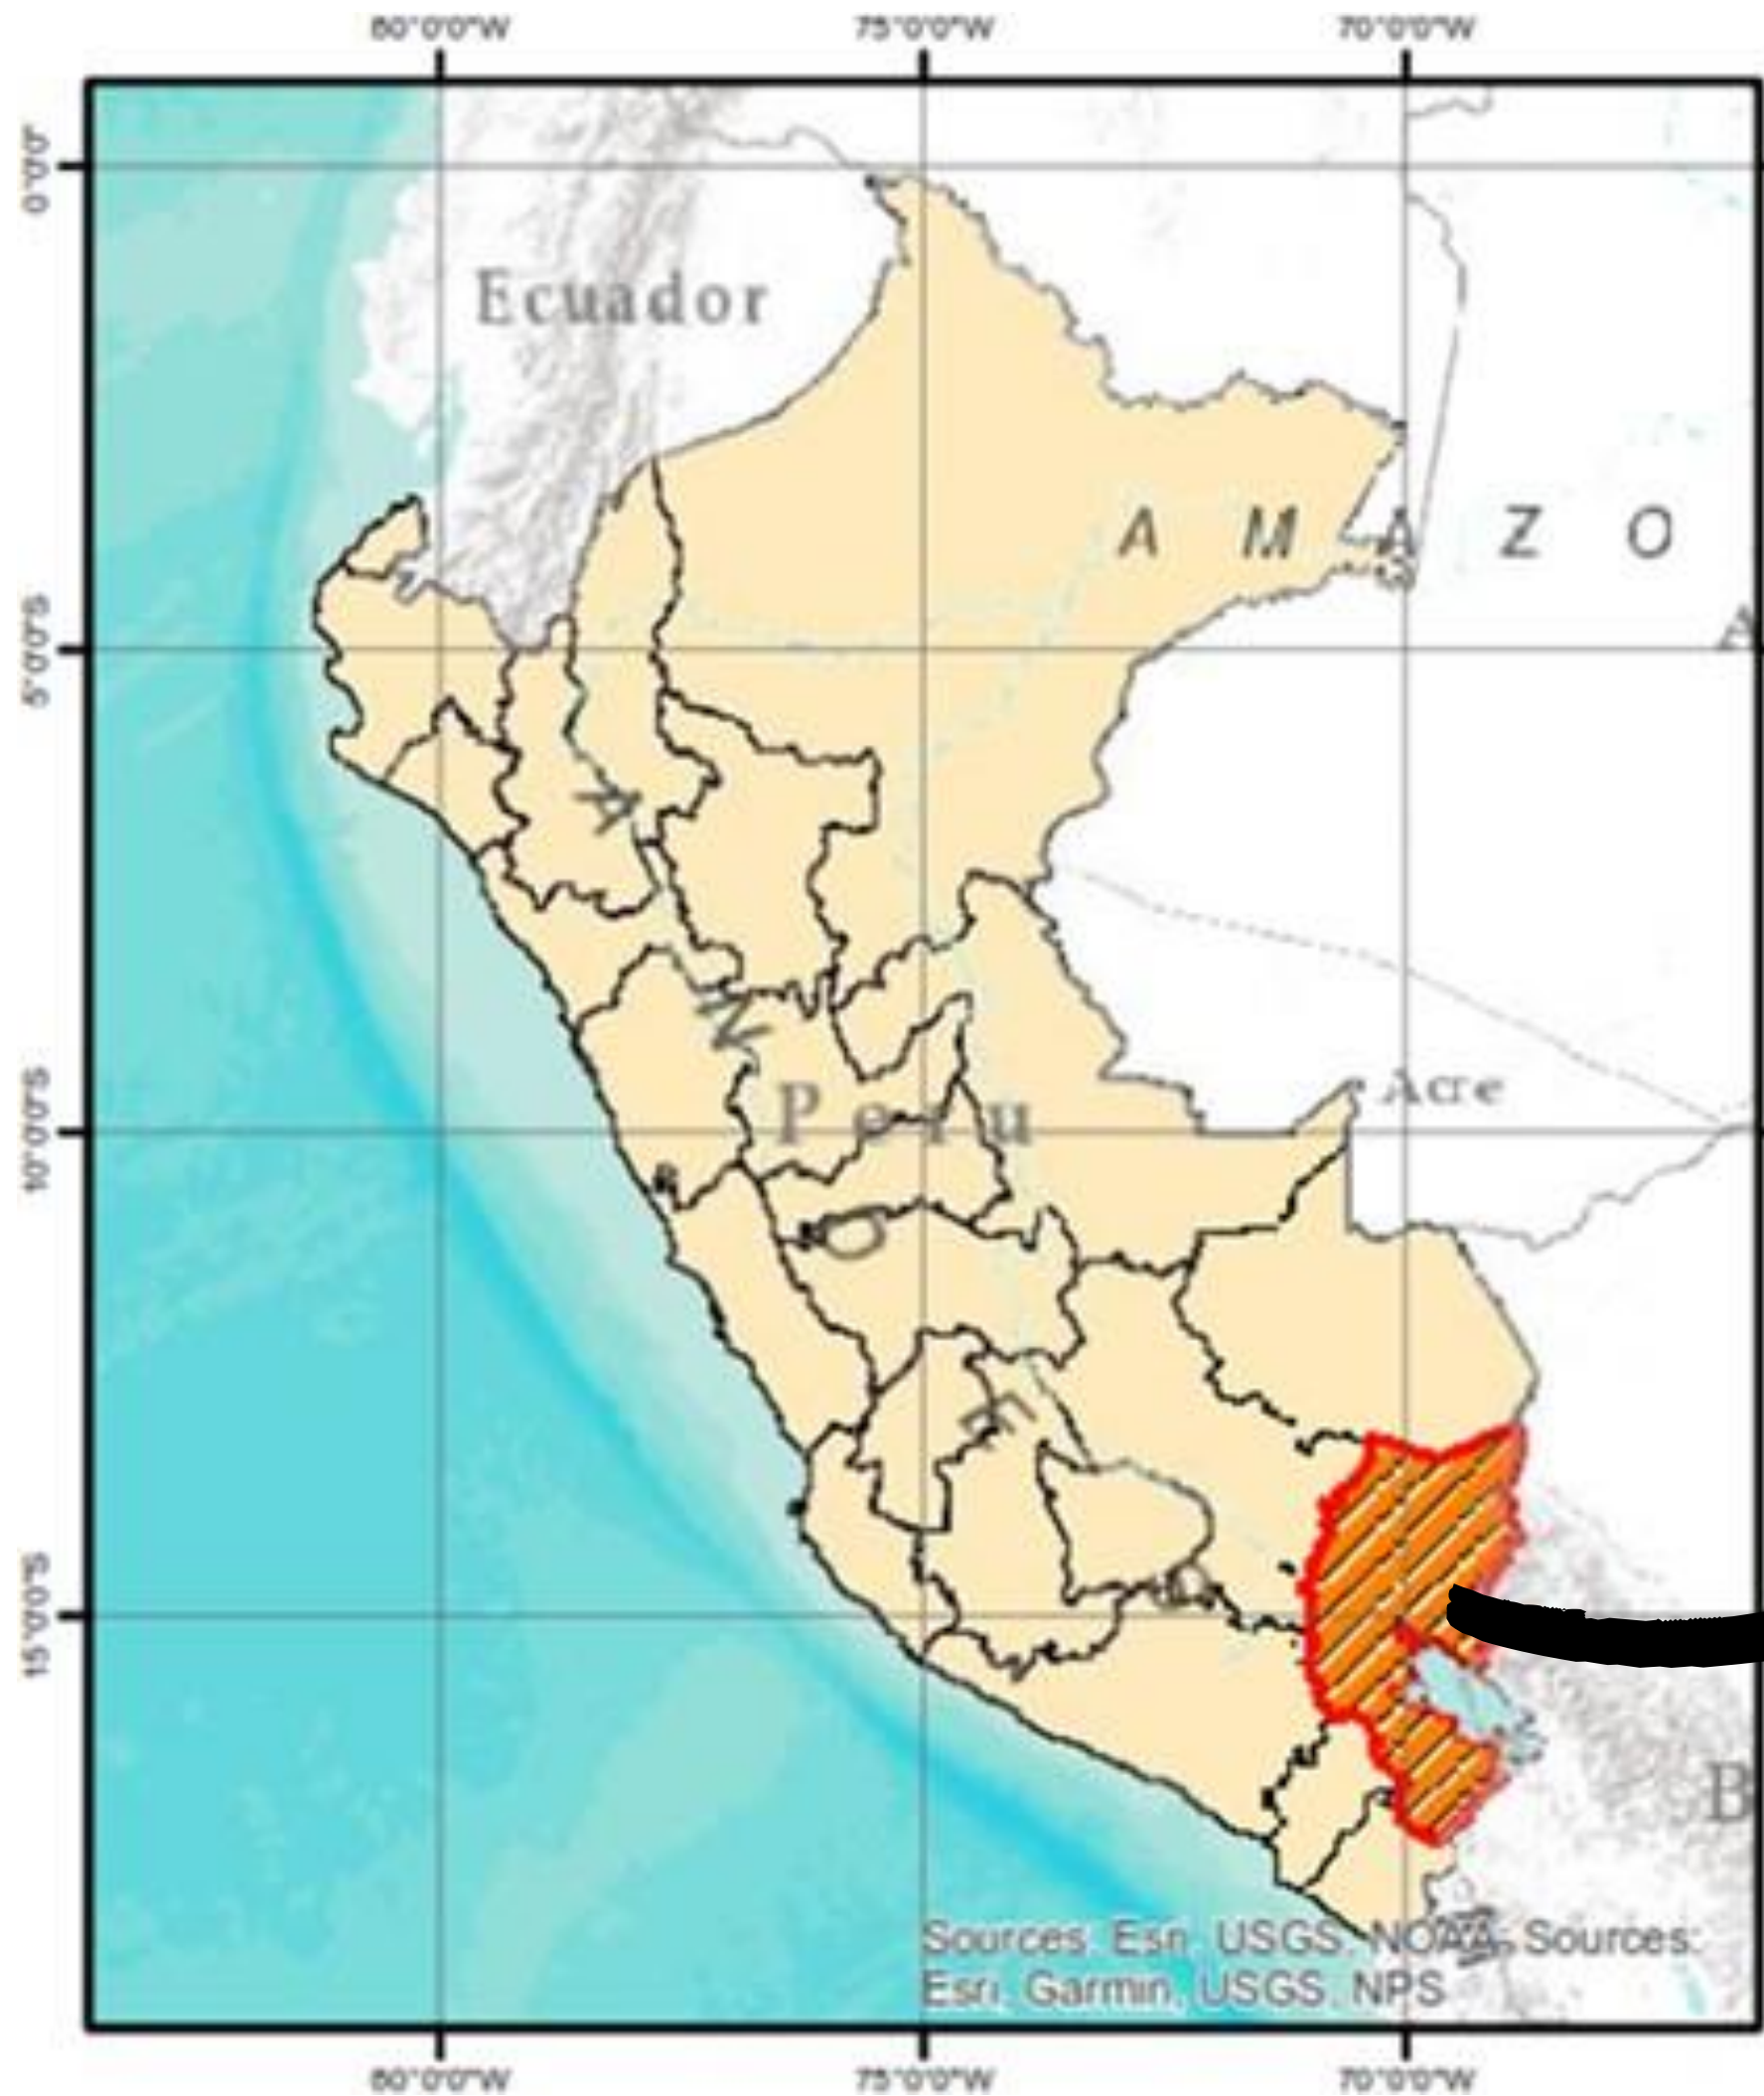 80°0'0"W 75°0'0"W 70°0'0"W
0°0'0"
Ecuador
A M A Z O
A
5°0'0"S
A
N
Acre
Peru
10°0'0"S
D
E
S
15°0'0"S
B
Sources: Esri, USGS, NOAA, Sources:
Esri, Garmin, USGS, NPS
80°0'0"W 75°0'0"W 70°0'0"W